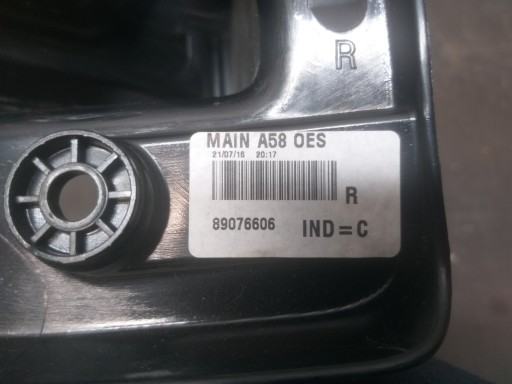 R
MAIN A58 OES
21/07/16 20:17
R
89076606 IND=C